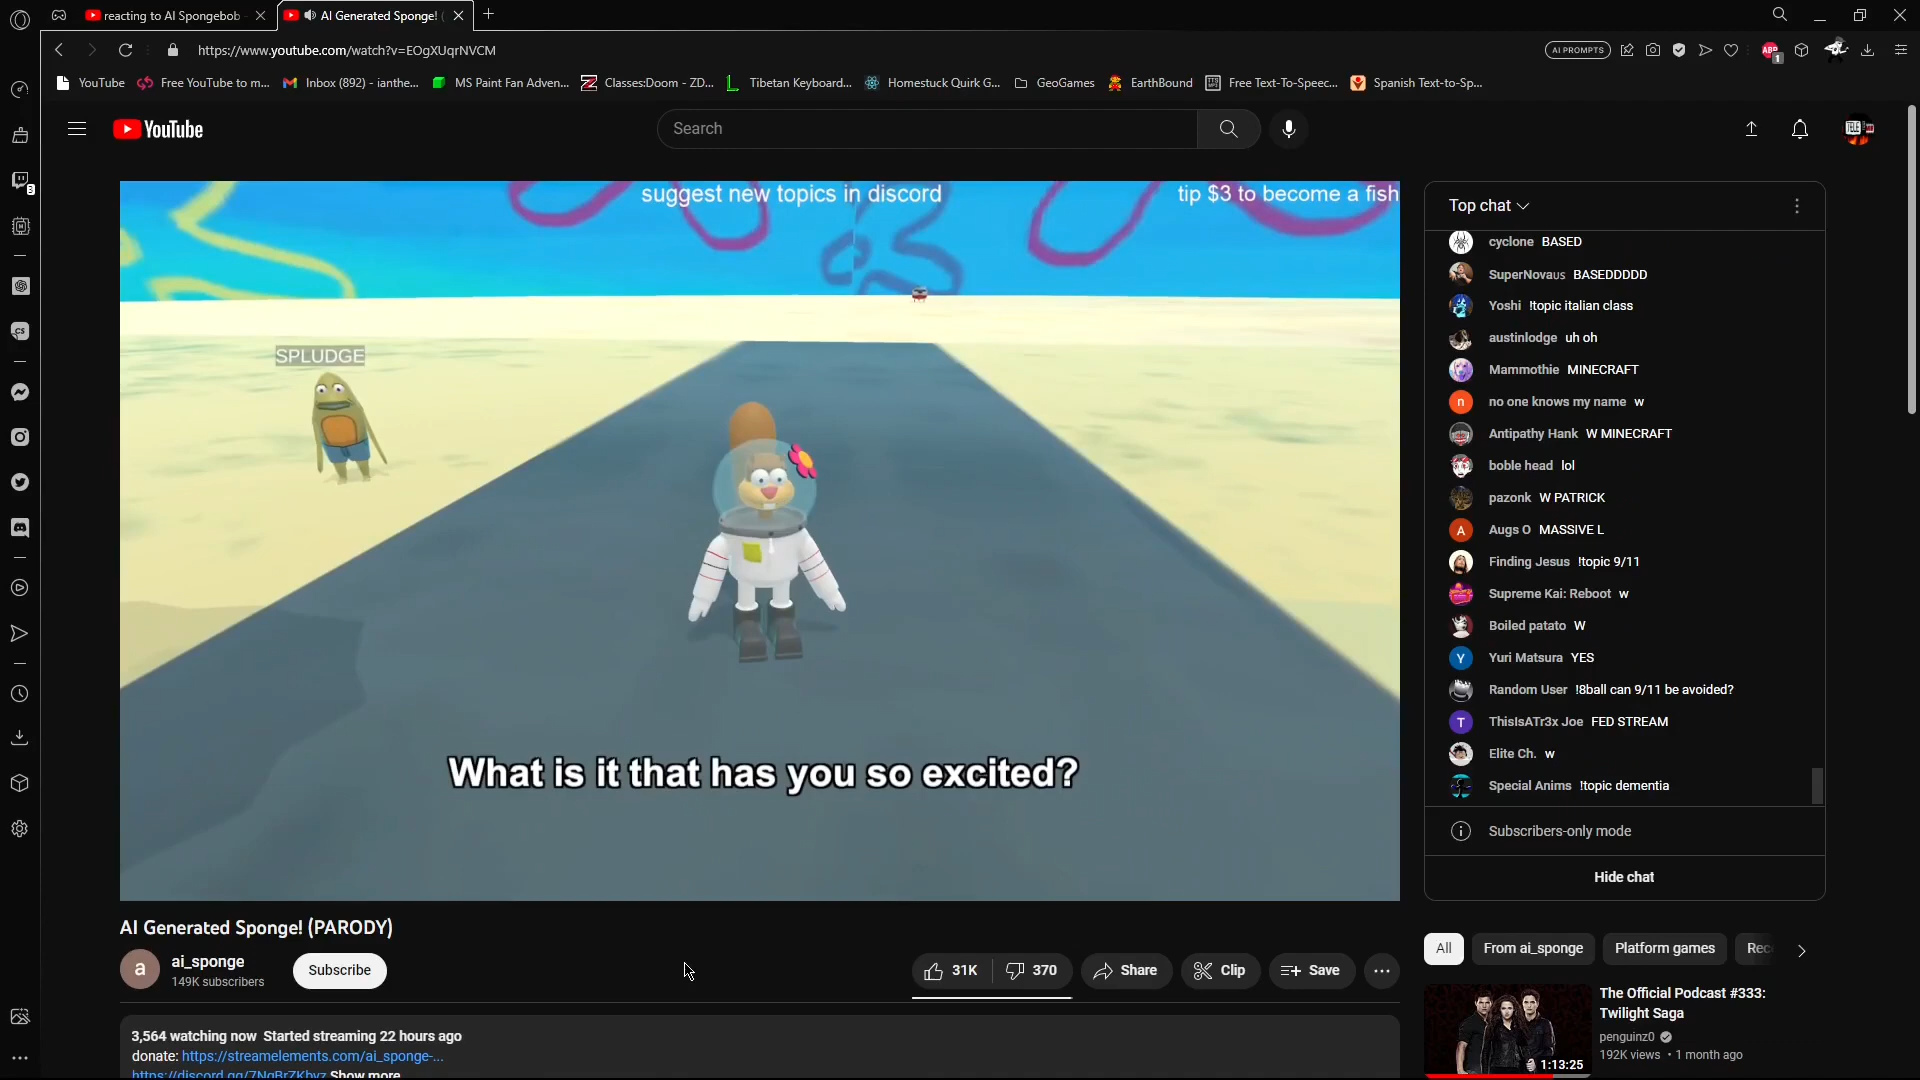 reacting to AI Spongebob
AI Generated Sponge! (
https://www.youtube.com/watch?v=EOgXUqrNVCM
AI PROMPTS
ABP
1
YouTube
Free YouTube to m...
Inbox (892) - ianthe...
MS Paint Fan Adven...
Classes:Doom - ZD...
Tibetan Keyboard...
Homestuck Quirk G...
GeoGames
EarthBound
Free Text-To-Speec...
Spanish Text-to-Sp...
YouTube
Search
suggest new topics in discord
tip $3 to become a fish
SPLUDGE
What is it that has you so excited?
Top chat
cyclone BASED
SuperNovaus BASEDDDDD
Yoshi !topic italian class
austinlodge uh oh
Mammothie MINECRAFT
n no one knows my name w
Antipathy Hank W MINECRAFT
boble head lol
pazonk W PATRICK
A Augs O MASSIVE L
Finding Jesus !topic 9/11
Supreme Kai: Reboot w
Boiled patato W
Y Yuri Matsura YES
Random User !8ball can 9/11 be avoided?
T ThisIsATr3x Joe FED STREAM
Elite Ch. w
Special Anims !topic dementia
Subscribers-only mode
Hide chat
AI Generated Sponge! (PARODY)
a
ai_sponge
149K subscribers
Subscribe
31K
370
Share
Clip
Save
3,564 watching now Started streaming 22 hours ago
donate: https://streamelements.com/ai_sponge-...
https://discord.gg/7NqBrZKbyz Show more
All
From ai_sponge
Platform games
Rec
The Official Podcast #333:
Twilight Saga
penguinz0
192K views • 1 month ago
1:13:25